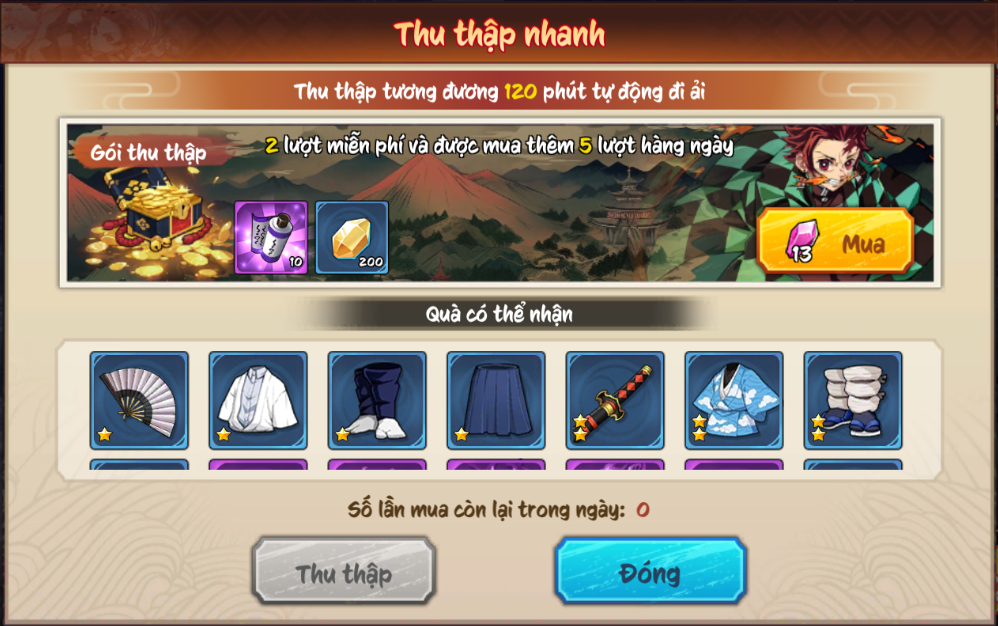 Thu thập nhanh
Thu thập tương đương 120 phút tự động đi ải
Gói thu thập
2 lượt miễn phí và được mua thêm 5 lượt hàng ngày
10
200
13
Mua
Quà có thể nhận
Số lần mua còn lại trong ngày: 0
Thu thập
Đóng